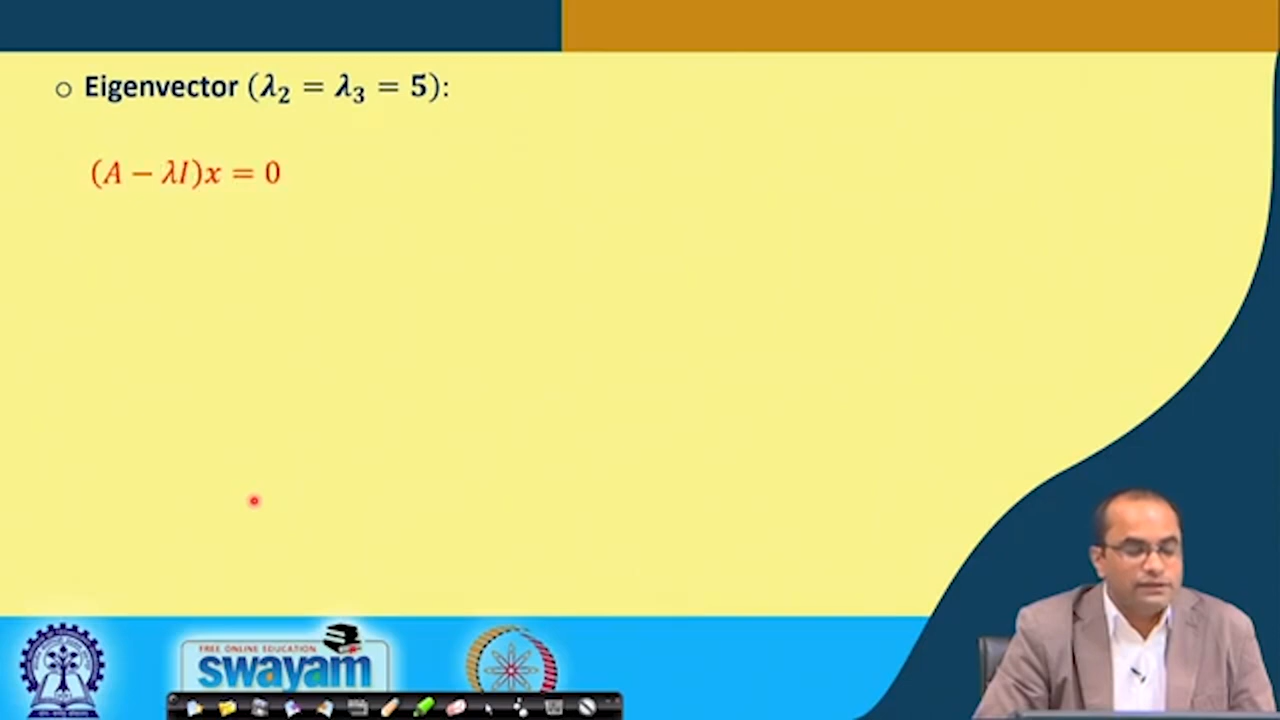 ○ Eigenvector (λ₂ = λ₃ = 5):
(A − λI)x = 0
FREE ONLINE EDUCATION
swayam